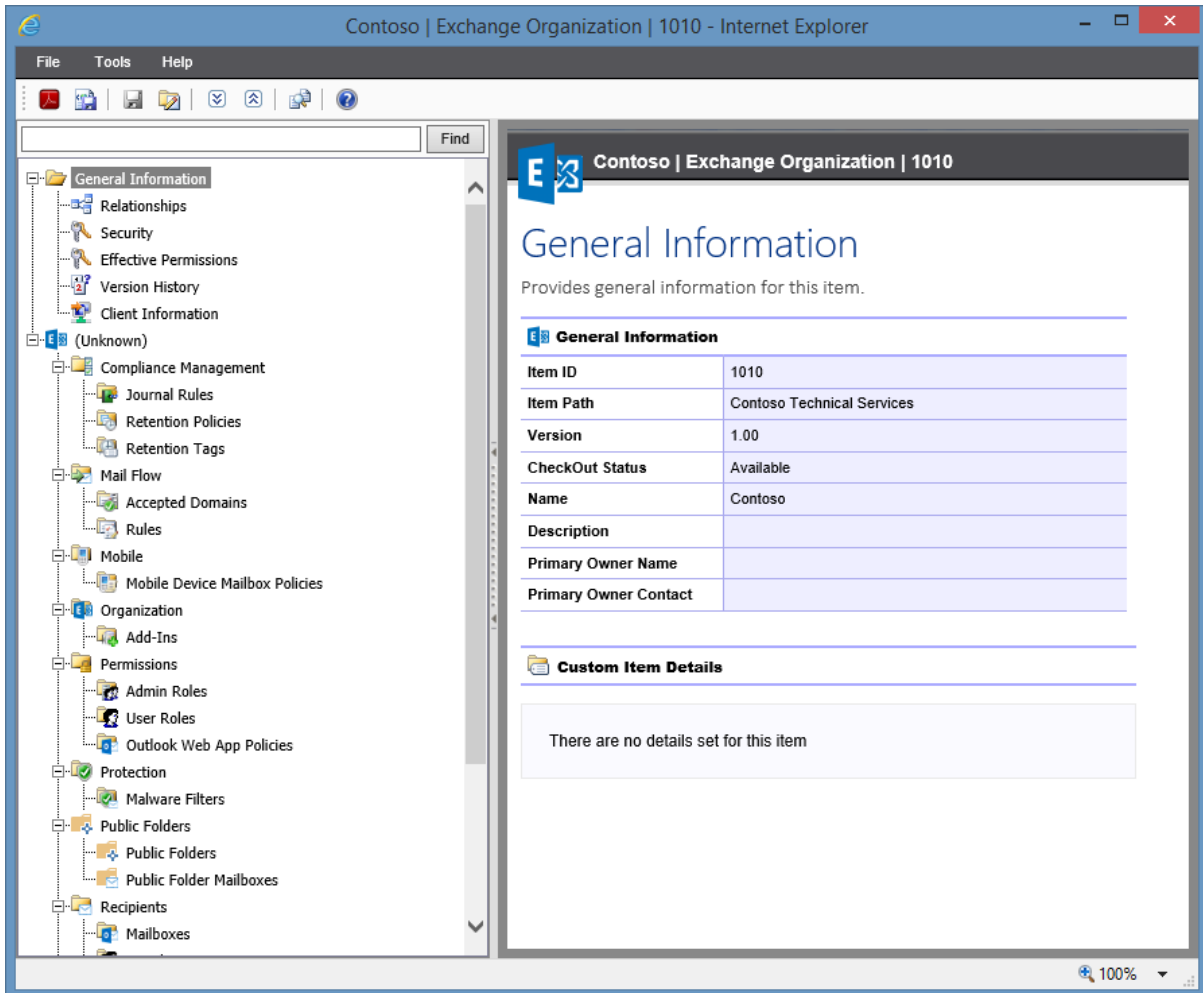 Contoso | Exchange Organization | 1010 - Internet Explorer
File Tools Help
Find
General Information
Relationships
Security
Effective Permissions
Version History
Client Information
(Unknown)
Compliance Management
Journal Rules
Retention Policies
Retention Tags
Mail Flow
Accepted Domains
Rules
Mobile
Mobile Device Mailbox Policies
Organization
Add-Ins
Permissions
Admin Roles
User Roles
Outlook Web App Policies
Protection
Malware Filters
Public Folders
Public Folders
Public Folder Mailboxes
Recipients
Mailboxes
Contoso | Exchange Organization | 1010
General Information
Provides general information for this item.
General Information
Item ID 1010
Item Path Contoso Technical Services
Version 1.00
CheckOut Status Available
Name Contoso
Description
Primary Owner Name
Primary Owner Contact
Custom Item Details
There are no details set for this item
100%